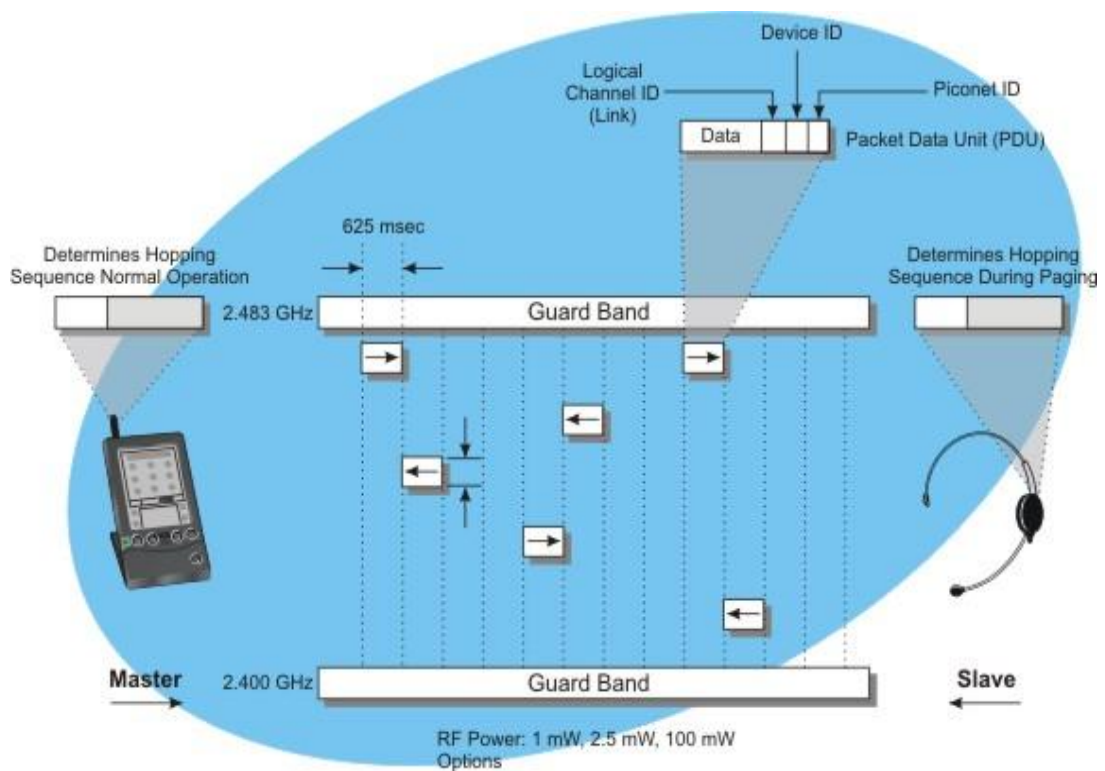 Device ID
Logical
Channel ID
(Link)
Piconet ID
Data
Packet Data Unit (PDU)
625 msec
Determines Hopping
Sequence Normal Operation
Determines Hopping
Sequence During Paging
2.483 GHz
Guard Band
Master
2.400 GHz
Guard Band
Slave
RF Power: 1 mW, 2.5 mW, 100 mW
Options